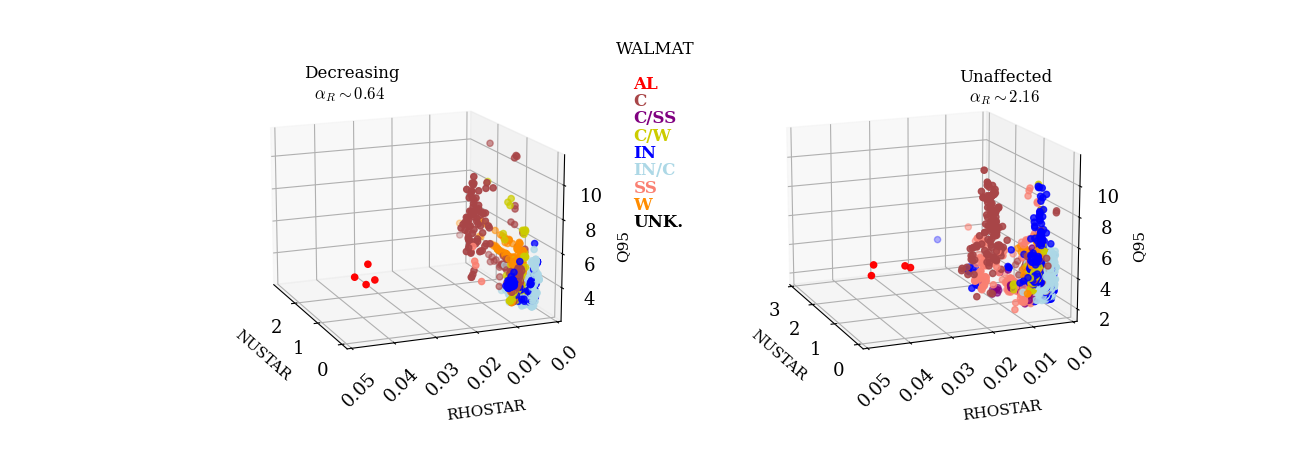 WALMAT
Decreasing
α_R ~ 0.64
Unaffected
α_R ~ 2.16
AL
C
C/SS
C/W
IN
IN/C
SS
W
UNK.
10
8
6
4
Q95
2
1
0
NUSTAR
0.05
0.04
0.03
0.02
0.01
0.0
RHOSTAR
10
8
6
4
2
Q95
3
2
1
0
NUSTAR
0.05
0.04
0.03
0.02
0.01
0.0
RHOSTAR